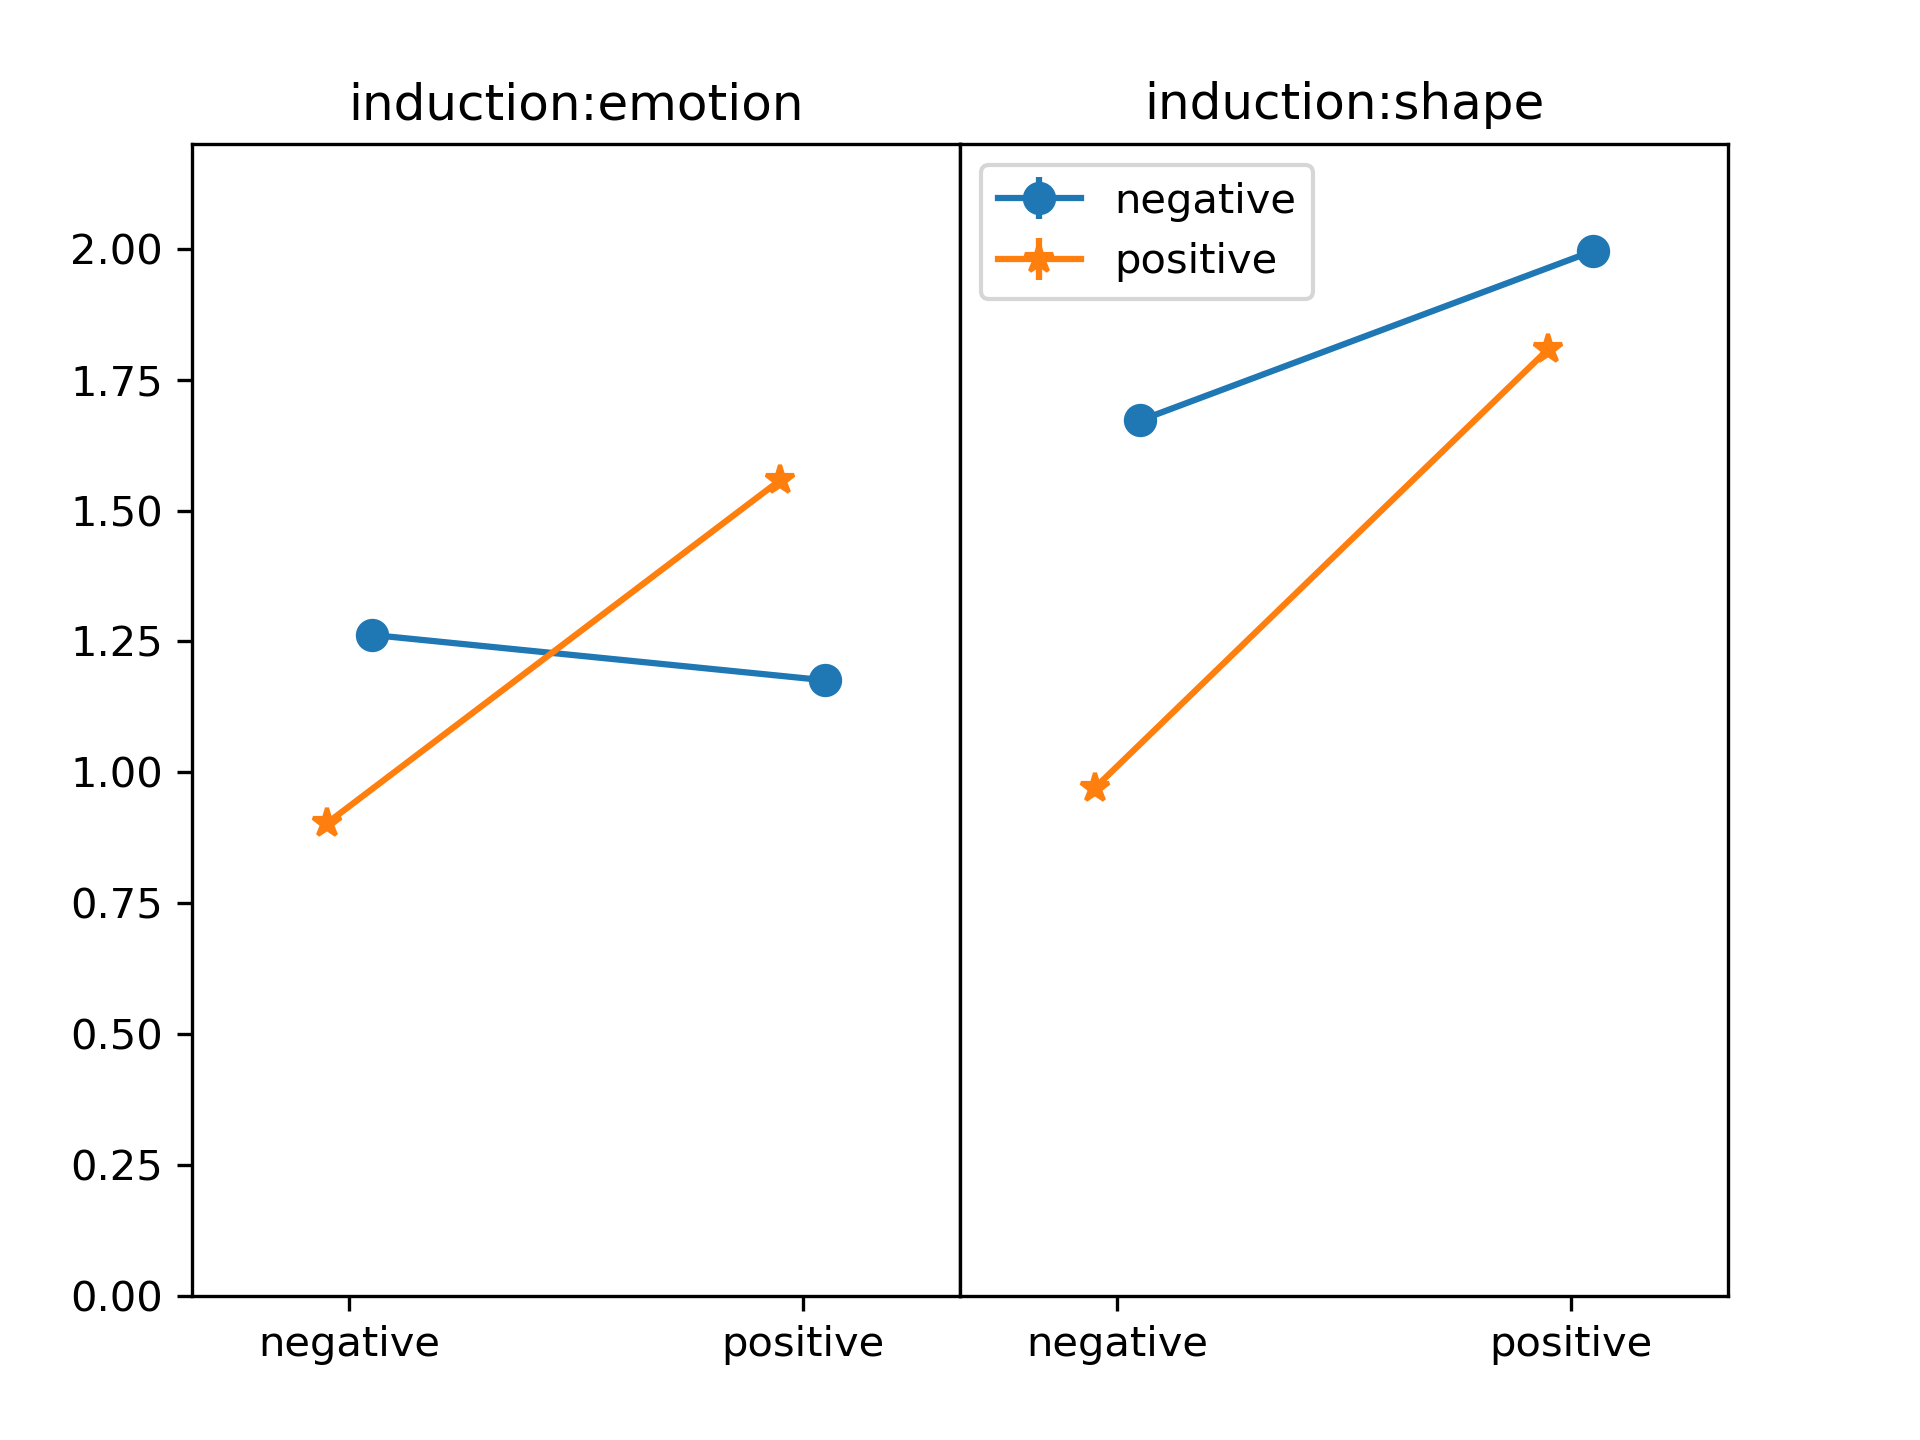 induction:emotion
induction:shape
negative
positive
2.00
1.75
1.50
1.25
1.00
0.75
0.50
0.25
0.00
negative
positive
negative
positive